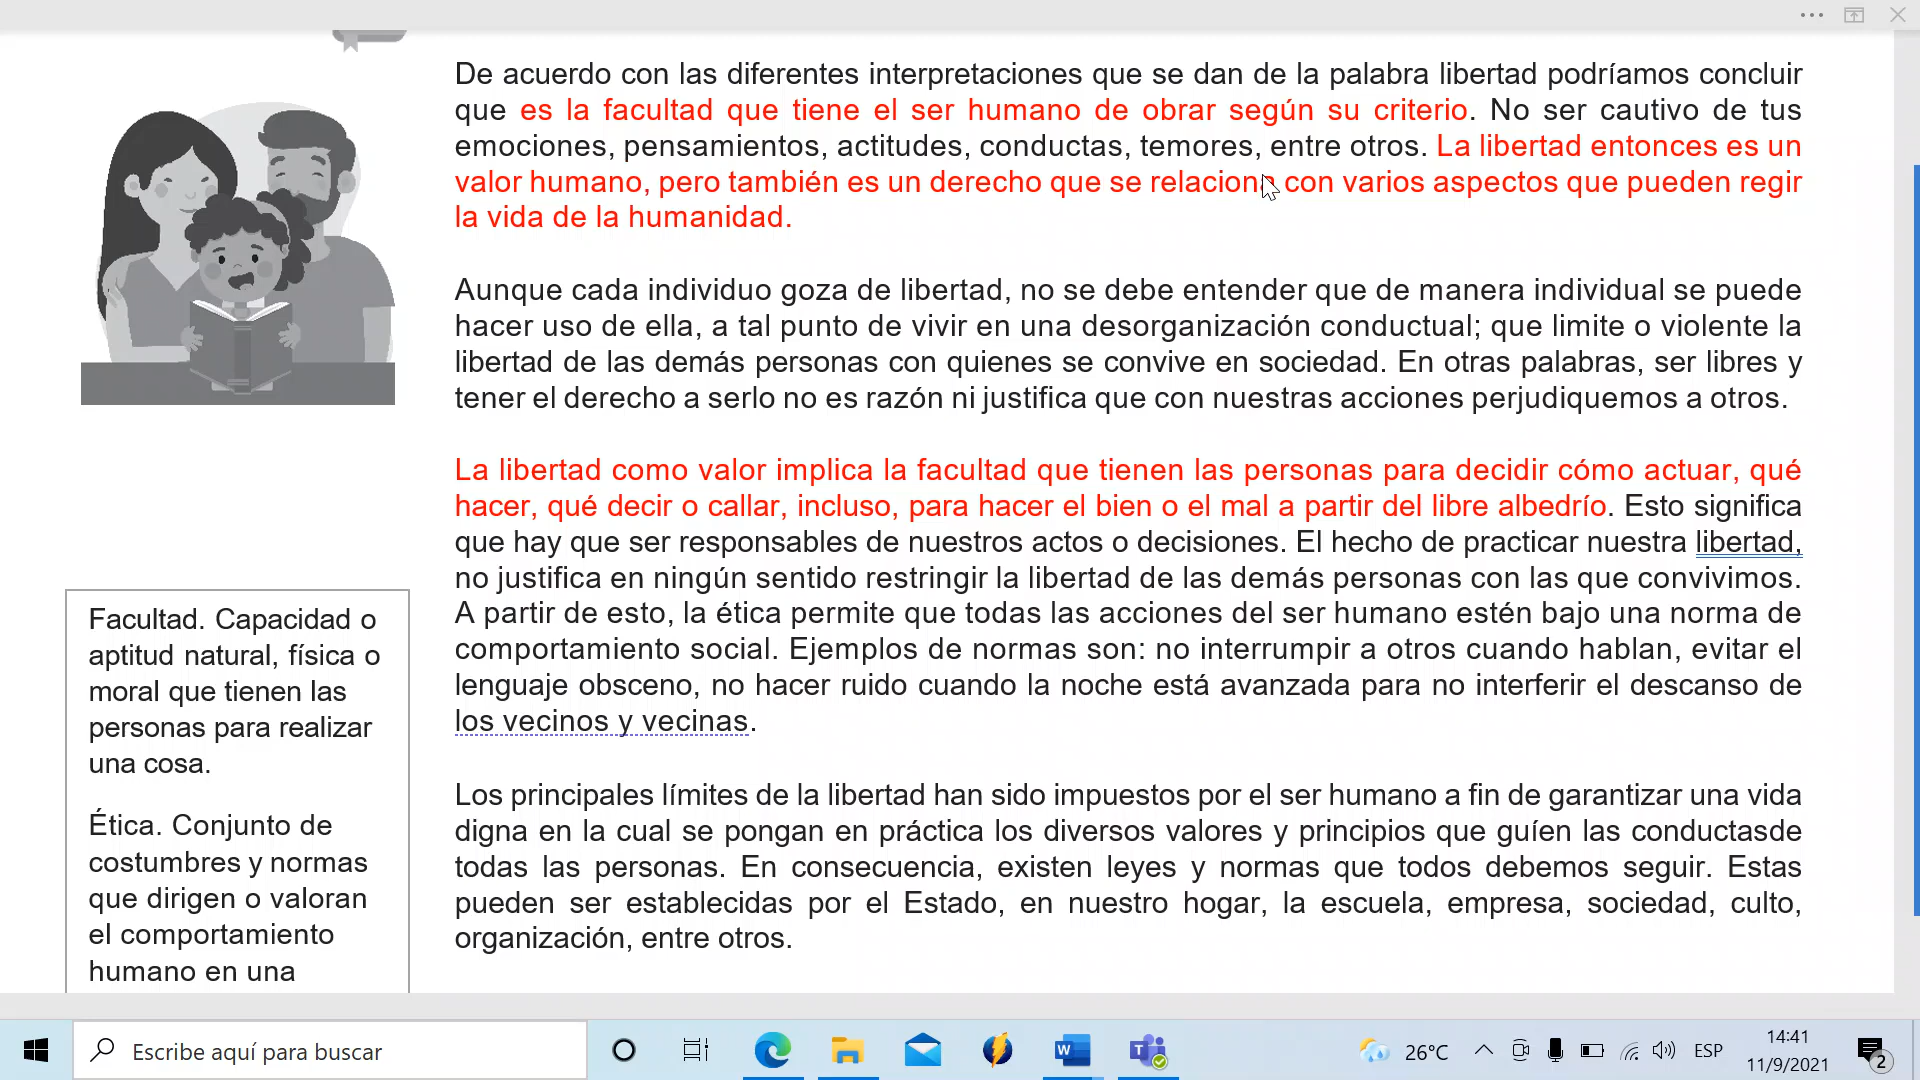 De acuerdo con las diferentes interpretaciones que se dan de la palabra libertad podríamos concluir
que es la facultad que tiene el ser humano de obrar según su criterio. No ser cautivo de tus
emociones, pensamientos, actitudes, conductas, temores, entre otros. La libertad entonces es un
valor humano, pero también es un derecho que se relaciona con varios aspectos que pueden regir
la vida de la humanidad.
Aunque cada individuo goza de libertad, no se debe entender que de manera individual se puede
hacer uso de ella, a tal punto de vivir en una desorganización conductual; que limite o violente la
libertad de las demás personas con quienes se convive en sociedad. En otras palabras, ser libres y
tener el derecho a serlo no es razón ni justifica que con nuestras acciones perjudiquemos a otros.
La libertad como valor implica la facultad que tienen las personas para decidir cómo actuar, qué
hacer, qué decir o callar, incluso, para hacer el bien o el mal a partir del libre albedrío. Esto significa
que hay que ser responsables de nuestros actos o decisiones. El hecho de practicar nuestra libertad,
no justifica en ningún sentido restringir la libertad de las demás personas con las que convivimos.
A partir de esto, la ética permite que todas las acciones del ser humano estén bajo una norma de
comportamiento social. Ejemplos de normas son: no interrumpir a otros cuando hablan, evitar el
lenguaje obsceno, no hacer ruido cuando la noche está avanzada para no interferir el descanso de
los vecinos y vecinas.
Los principales límites de la libertad han sido impuestos por el ser humano a fin de garantizar una vida
digna en la cual se pongan en práctica los diversos valores y principios que guíen las conductasde
todas las personas. En consecuencia, existen leyes y normas que todos debemos seguir. Estas
pueden ser establecidas por el Estado, en nuestro hogar, la escuela, empresa, sociedad, culto,
organización, entre otros.
Facultad. Capacidad o
aptitud natural, física o
moral que tienen las
personas para realizar
una cosa.
Ética. Conjunto de
costumbres y normas
que dirigen o valoran
el comportamiento
humano en una
Escribe aquí para buscar
26°C
ESP
14:41
11/9/2021
2